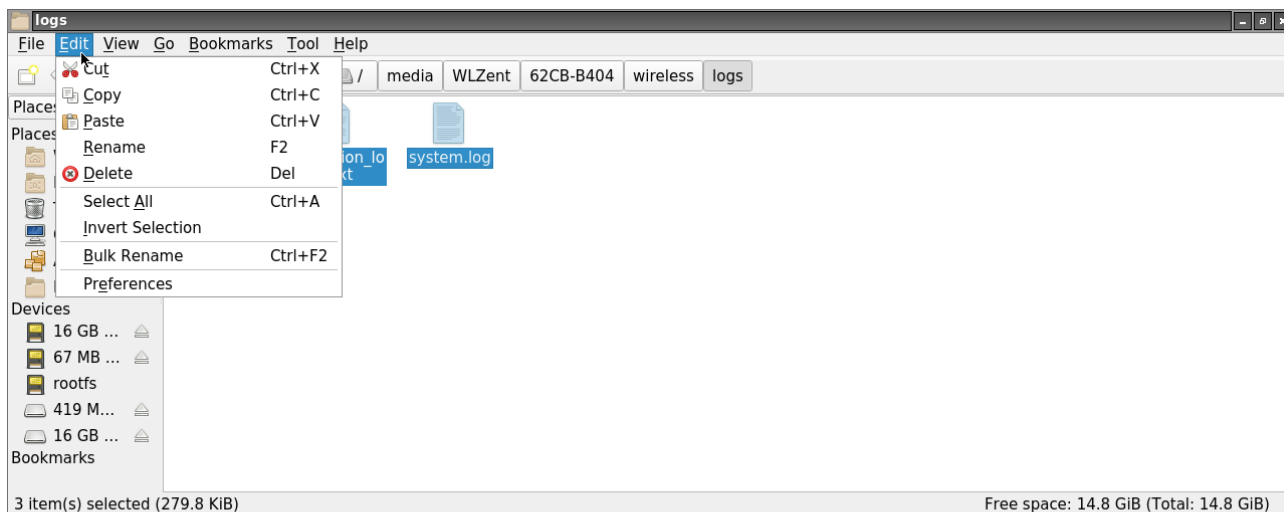 logs
File Edit View Go Bookmarks Tool Help
Cut Ctrl+X
/ media WLZent 62CB-B404 wireless logs
Copy Ctrl+C
Places
Paste Ctrl+V
Places
Rename F2
ion_lo system.log
Delete Del
xt
Select All Ctrl+A
Invert Selection
Bulk Rename Ctrl+F2
Preferences
Devices
16 GB ...
67 MB ...
rootfs
419 M...
16 GB ...
Bookmarks
3 item(s) selected (279.8 KiB) Free space: 14.8 GiB (Total: 14.8 GiB)